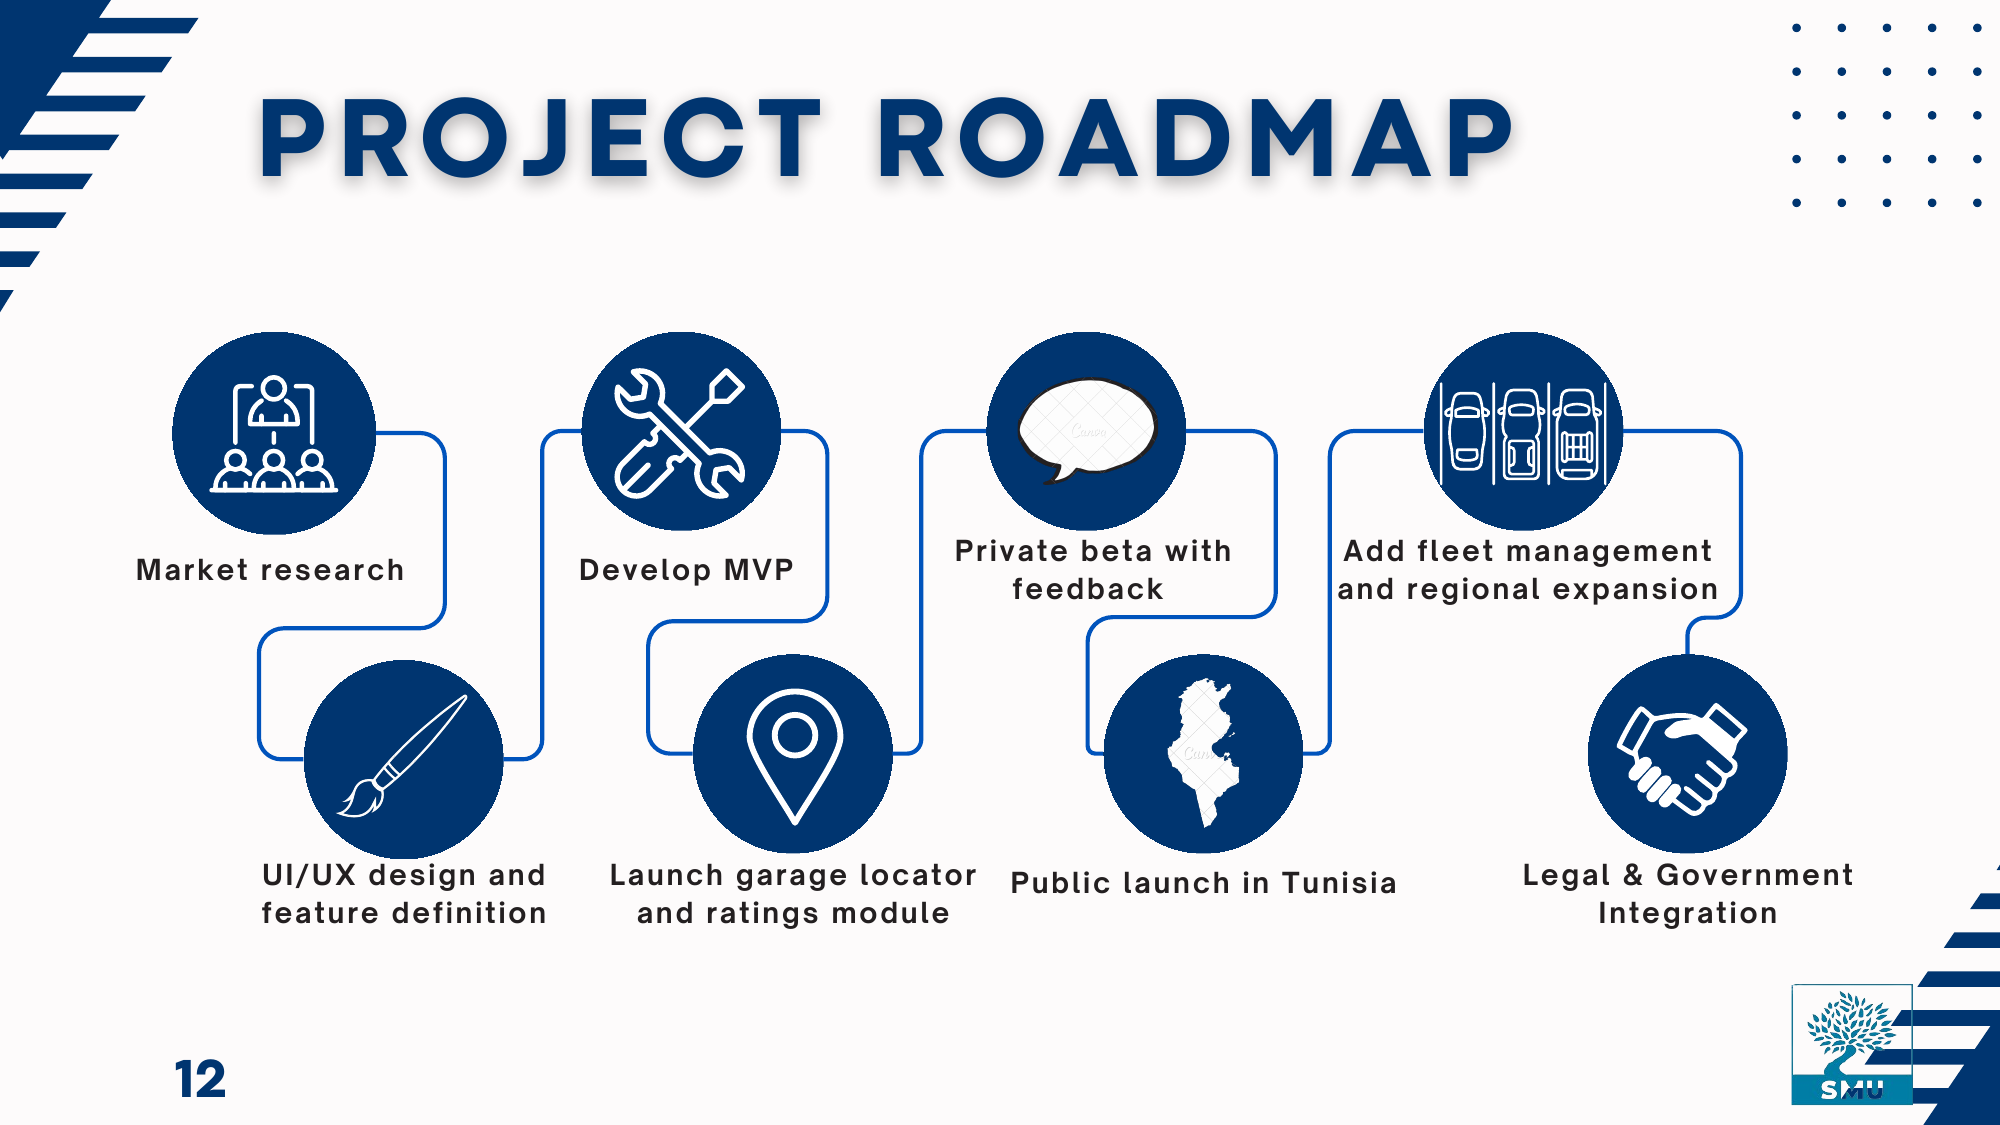 PROJECT ROADMAP
Market research
Develop MVP
Private beta with
feedback
Add fleet management
and regional expansion
UI/UX design and
feature definition
Launch garage locator
and ratings module
Public launch in Tunisia
Legal & Government
Integration
Canva
12
SMU